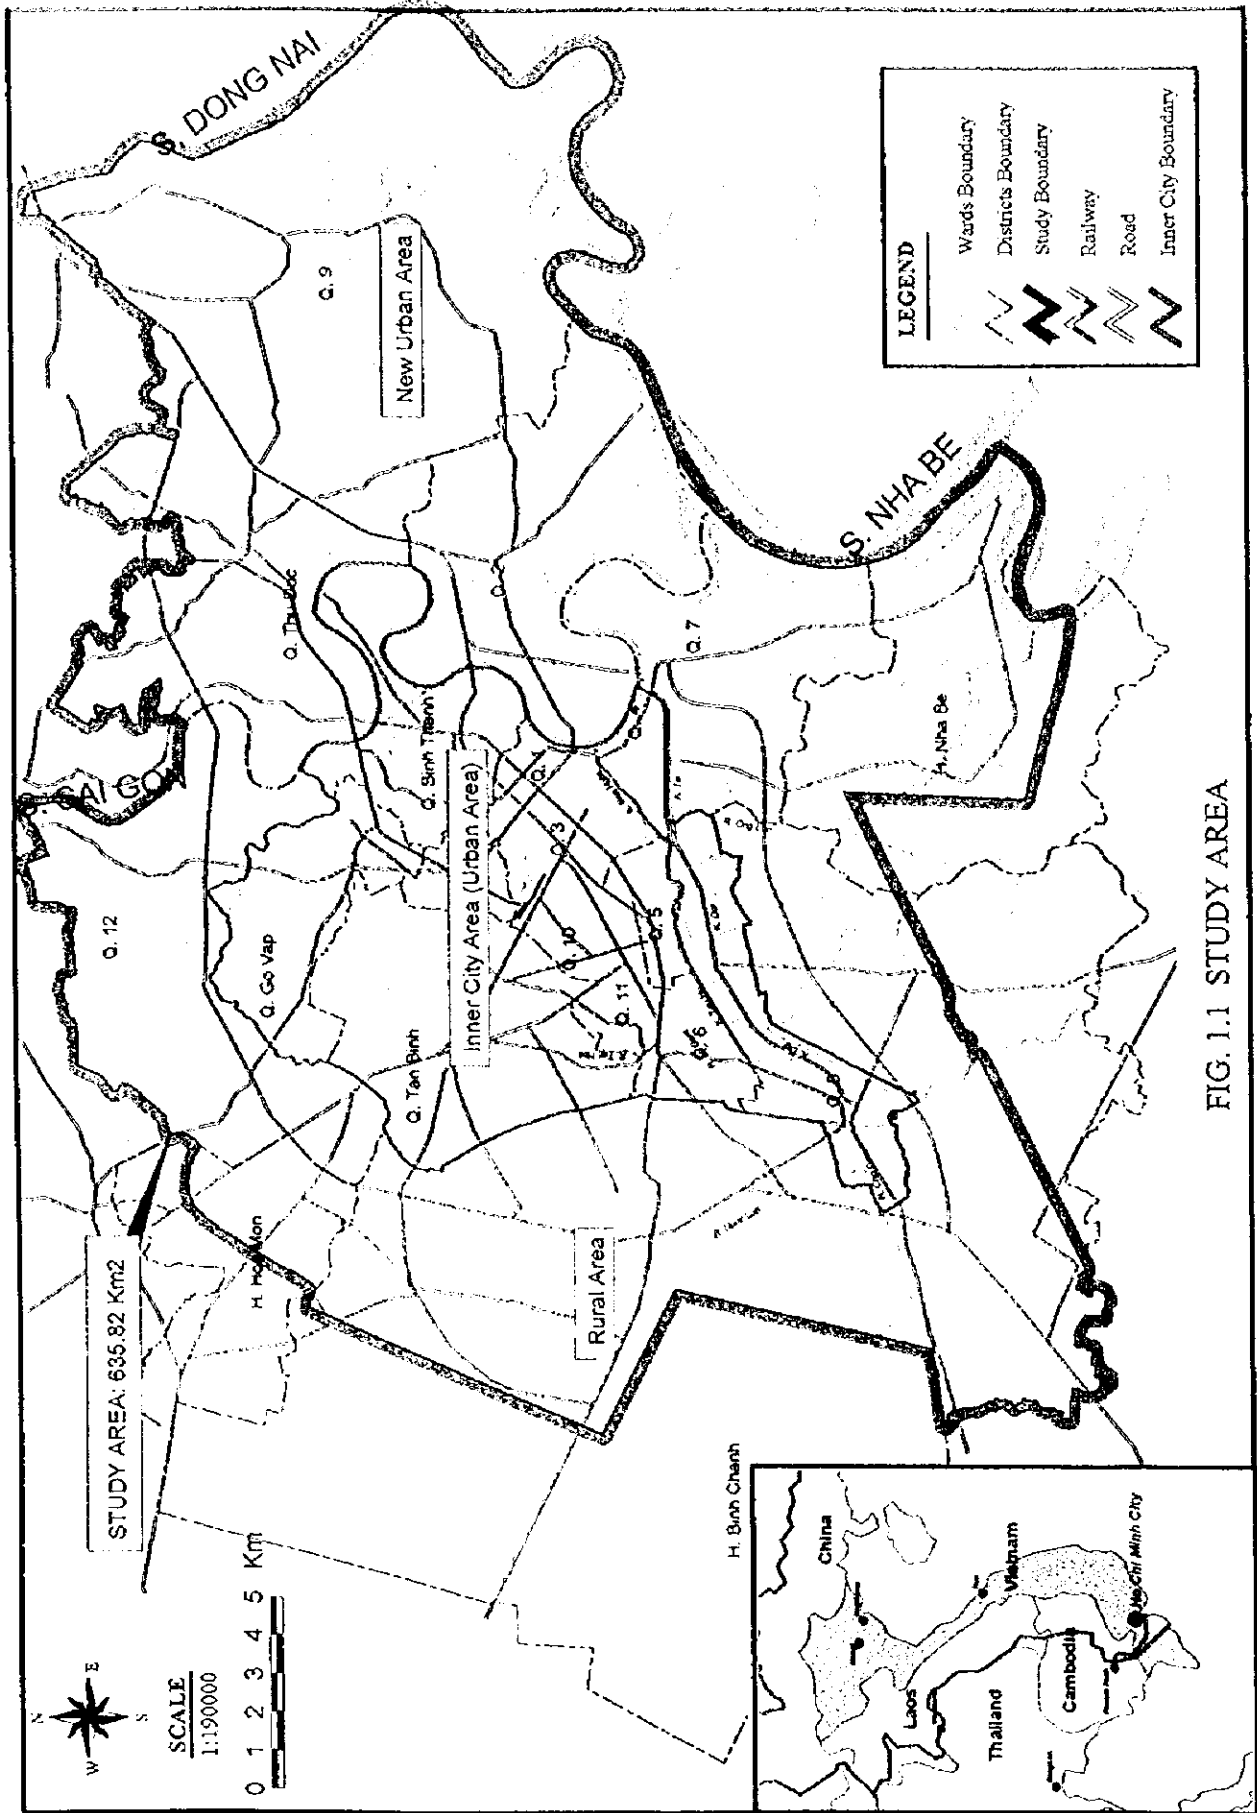 STUDY AREA: 635.82 Km2
N
W
E
S
SCALE
1:190000
0 1 2 3 4 5 Km
S. DONG NAI
S. NHA BE
Q. 12
Q. Go Vap
Q. Thu Duc
Q. 9
New Urban Area
H. Hoc Mon
Q. Tan Binh
Q. Binh Thanh
Inner City Area (Urban Area)
Q. 2
Q. 1
Q. 3
Q. 10
Q. 11
Q. 4
Q. 5
Q. 6
Q. 7
Q. 8
Rural Area
H. Nha Be
H. Binh Chanh
LEGEND
Wards Boundary
Districts Boundary
Study Boundary
Railway
Road
Inner City Boundary
China
Laos
Vietnam
Thailand
Cambodia
Ho Chi Minh City
FIG. 1.1 STUDY AREA